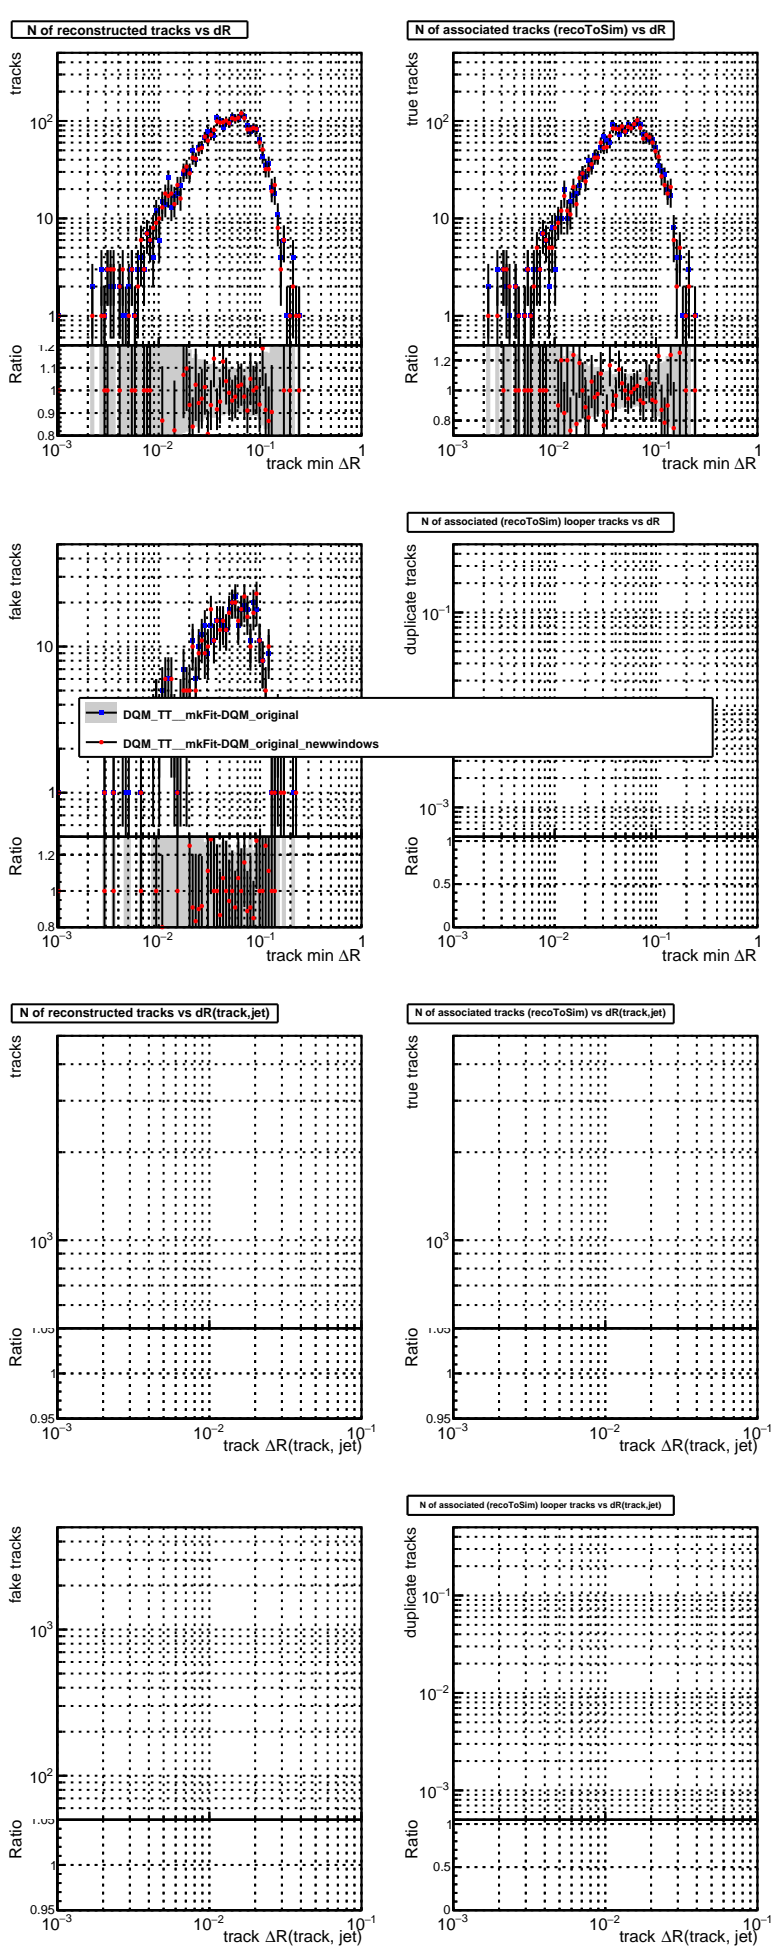 N of reconstructed tracks vs dR
tracks
10²
10
1
Ratio
1.2
1.1
1
0.9
0.8
10⁻³
10⁻²
10⁻¹
1
track min ΔR
N of associated tracks (recoToSim) vs dR
true tracks
10²
10
1
Ratio
1.2
1
0.8
10⁻³
10⁻²
10⁻¹
1
track min ΔR
fake tracks
10
1
Ratio
1.2
1
0.8
10⁻³
10⁻²
10⁻¹
1
track min ΔR
N of associated (recoToSim) looper tracks vs dR
duplicate tracks
10⁻¹
10⁻³
Ratio
1
0.5
0
10⁻³
10⁻²
10⁻¹
1
track min ΔR
DQM_TT__mkFit-DQM_original
DQM_TT__mkFit-DQM_original_newwindows
N of reconstructed tracks vs dR(track,jet)
tracks
10³
Ratio
1.05
1
0.95
10⁻³
10⁻²
10⁻¹
track ΔR(track, jet)
N of associated tracks (recoToSim) vs dR(track,jet)
true tracks
10³
Ratio
1.05
1
0.95
10⁻³
10⁻²
10⁻¹
track ΔR(track, jet)
fake tracks
10³
10²
Ratio
1.05
1
0.95
10⁻³
10⁻²
10⁻¹
track ΔR(track, jet)
N of associated (recoToSim) looper tracks vs dR(track,jet)
duplicate tracks
10⁻¹
10⁻²
10⁻³
Ratio
1
0.5
0
10⁻³
10⁻²
10⁻¹
track ΔR(track, jet)